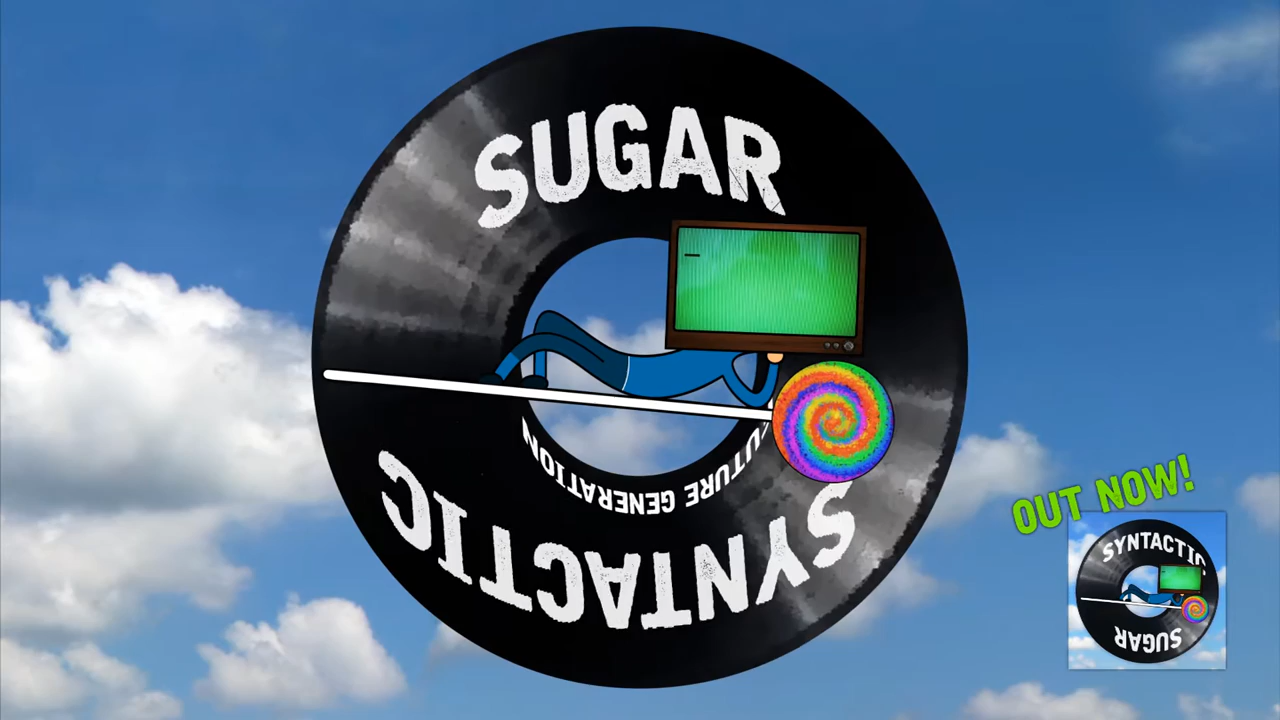 SUGAR
FUTURE GENERATION
SYNTACTIC
OUT NOW!
SYNTACTIC
SUGAR